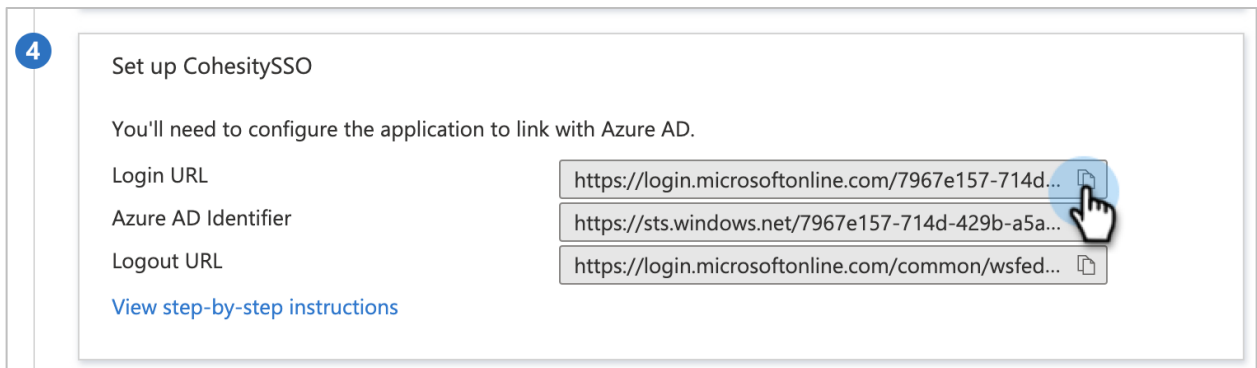 4
Set up CohesitySSO
You'll need to configure the application to link with Azure AD.
Login URL
https://login.microsoftonline.com/7967e157-714d...
Azure AD Identifier
https://sts.windows.net/7967e157-714d-429b-a5a...
Logout URL
https://login.microsoftonline.com/common/wsfed...
View step-by-step instructions